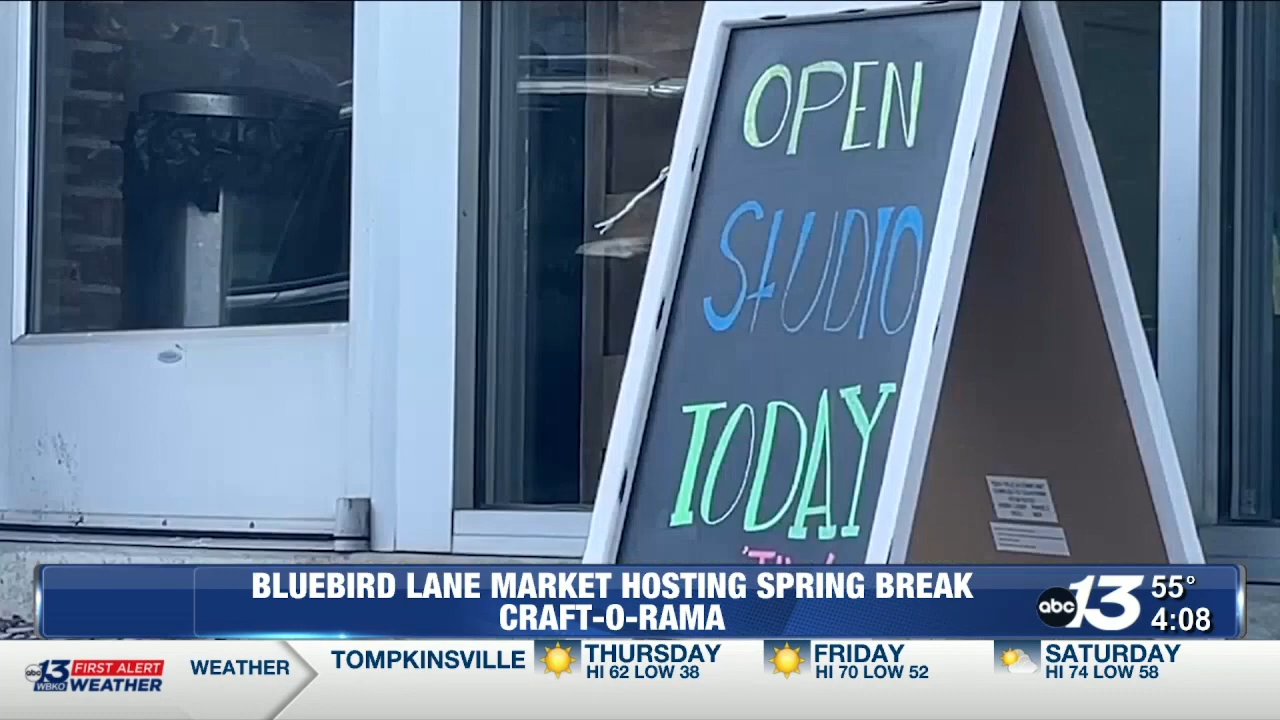 OPEN
STUDIO
TODAY
'TIL
BLUEBIRD LANE MARKET HOSTING SPRING BREAK
CRAFT-O-RAMA
abc 13
55°
4:08
abc 13 WBKO FIRST ALERT WEATHER
WEATHER
TOMPKINSVILLE
THURSDAY
HI 62 LOW 38
FRIDAY
HI 70 LOW 52
SATURDAY
HI 74 LOW 58